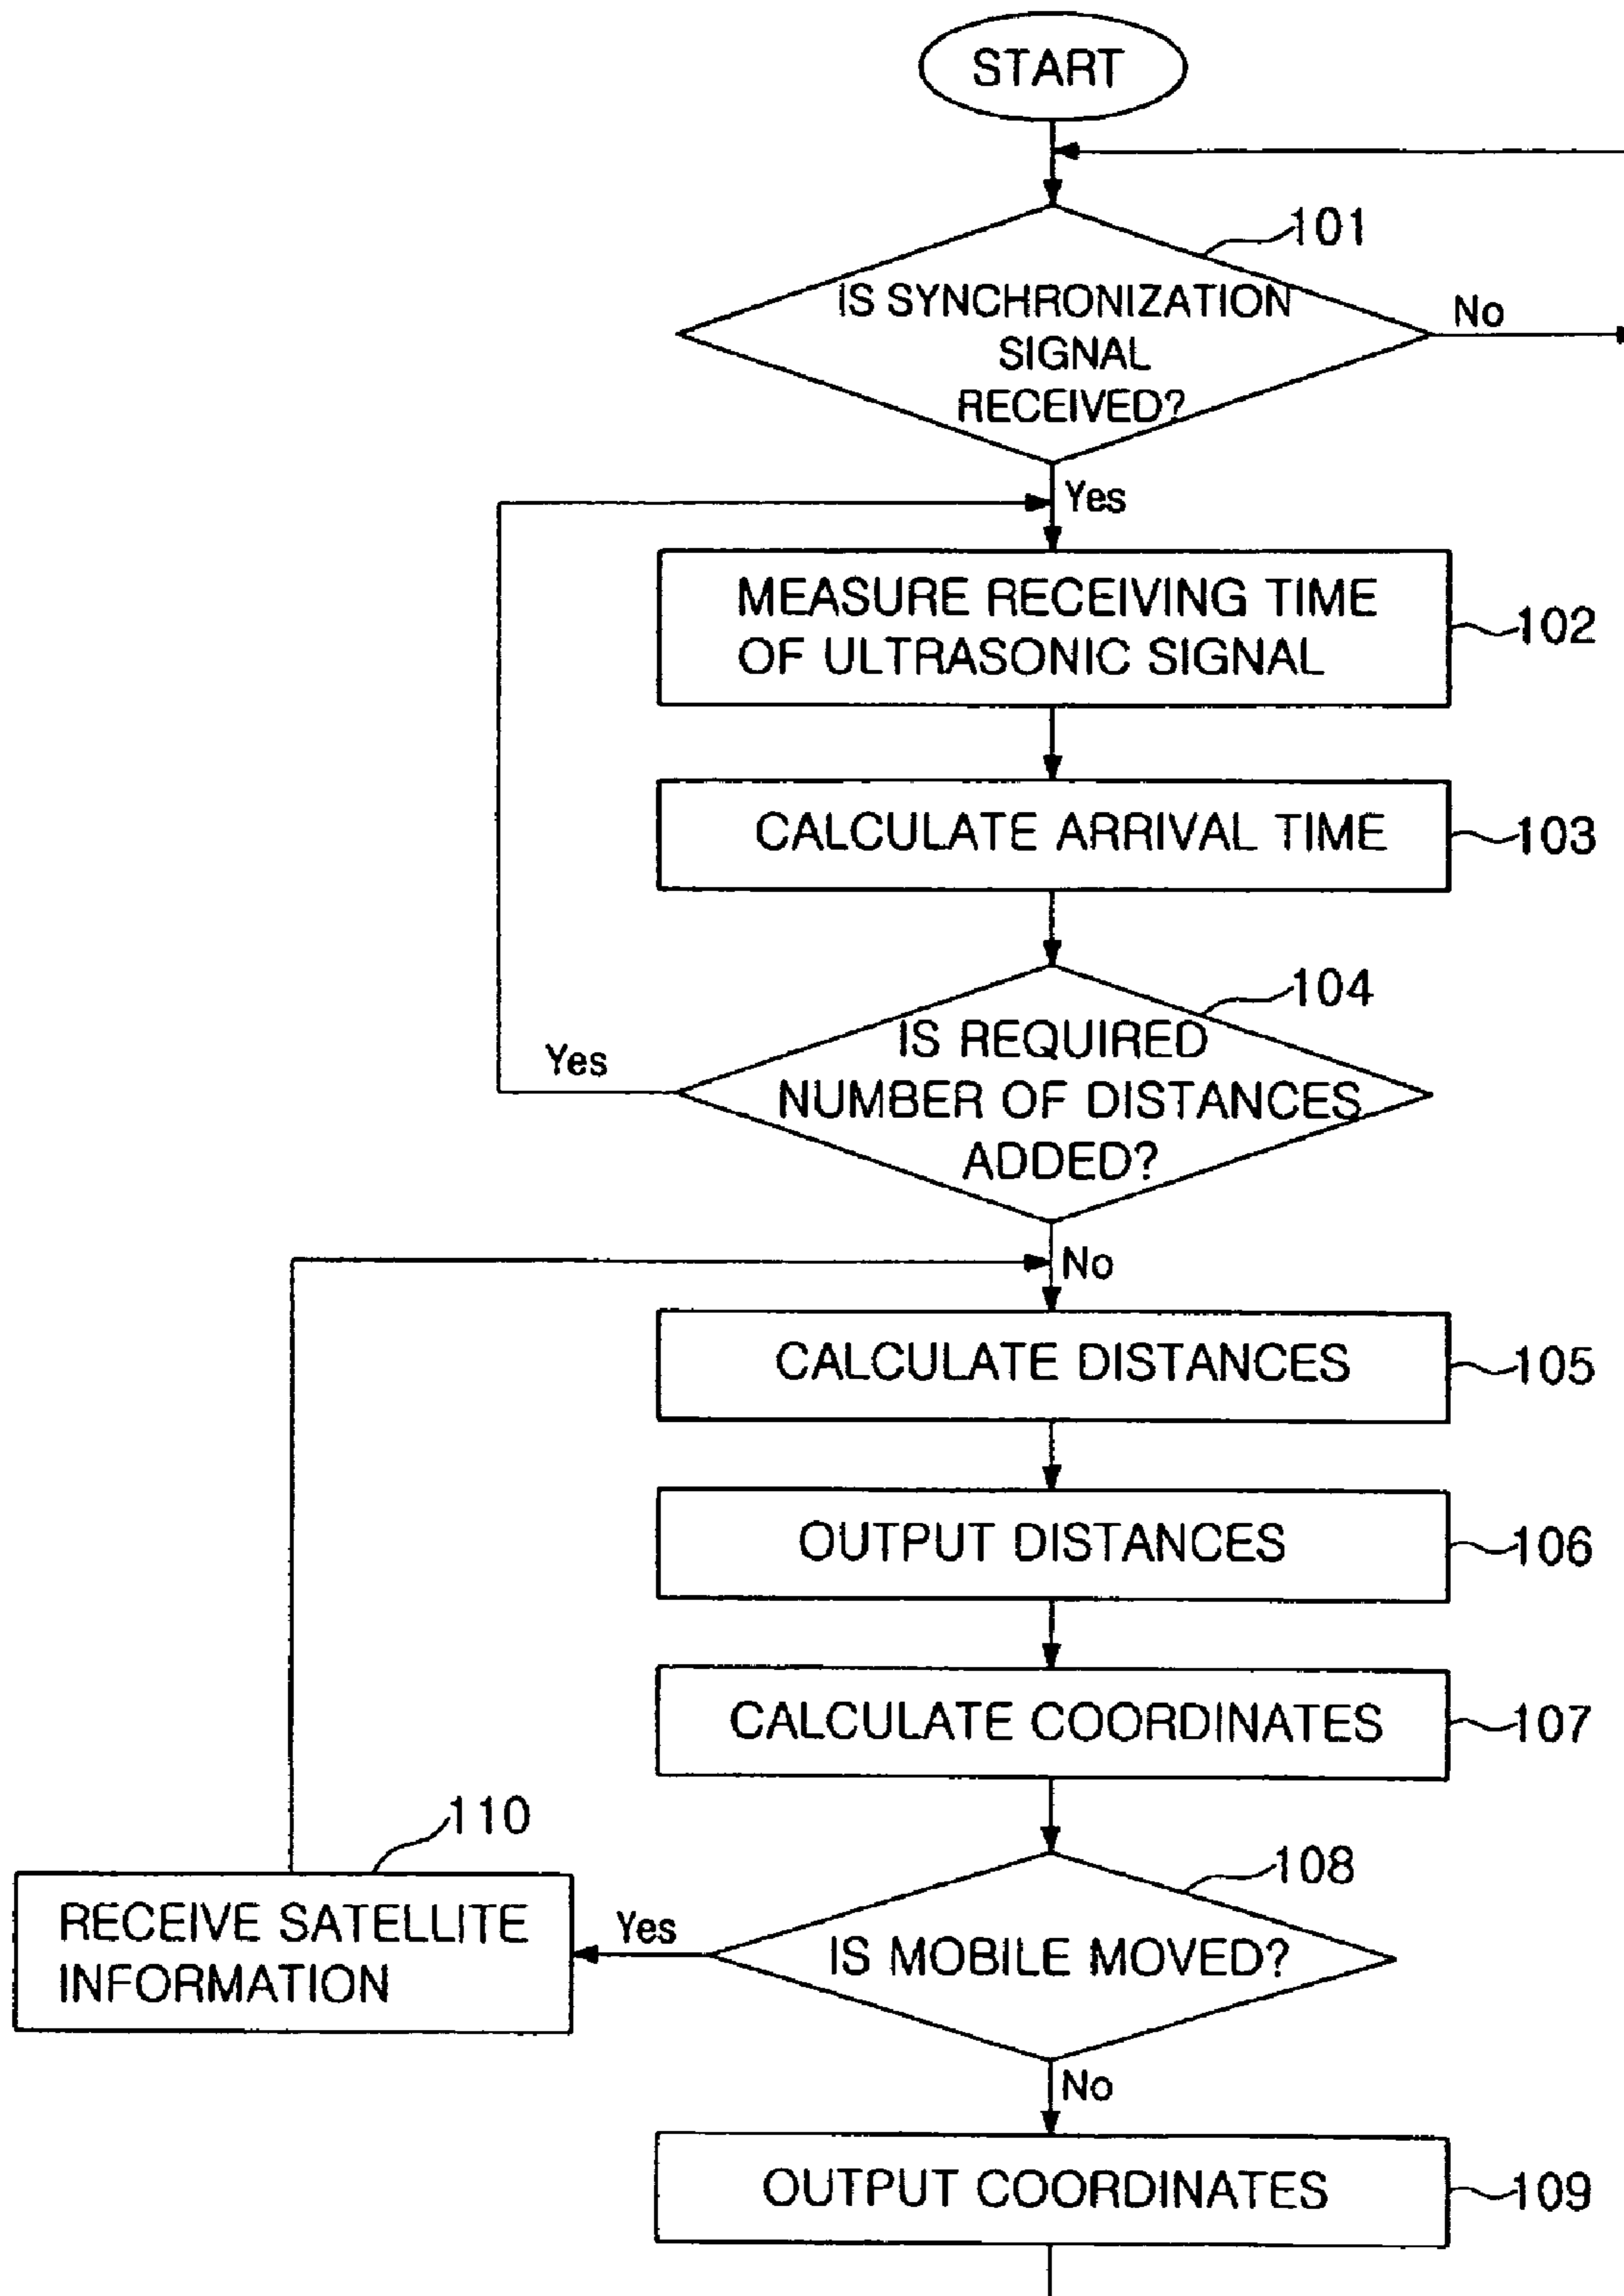 START
101
IS SYNCHRONIZATION
SIGNAL
RECEIVED?
No
Yes
MEASURE RECEIVING TIME
OF ULTRASONIC SIGNAL
102
CALCULATE ARRIVAL TIME
103
104
IS REQUIRED
NUMBER OF DISTANCES
ADDED?
Yes
No
CALCULATE DISTANCES
105
OUTPUT DISTANCES
106
CALCULATE COORDINATES
107
110
RECEIVE SATELLITE
INFORMATION
108
Yes
IS MOBILE MOVED?
No
OUTPUT COORDINATES
109